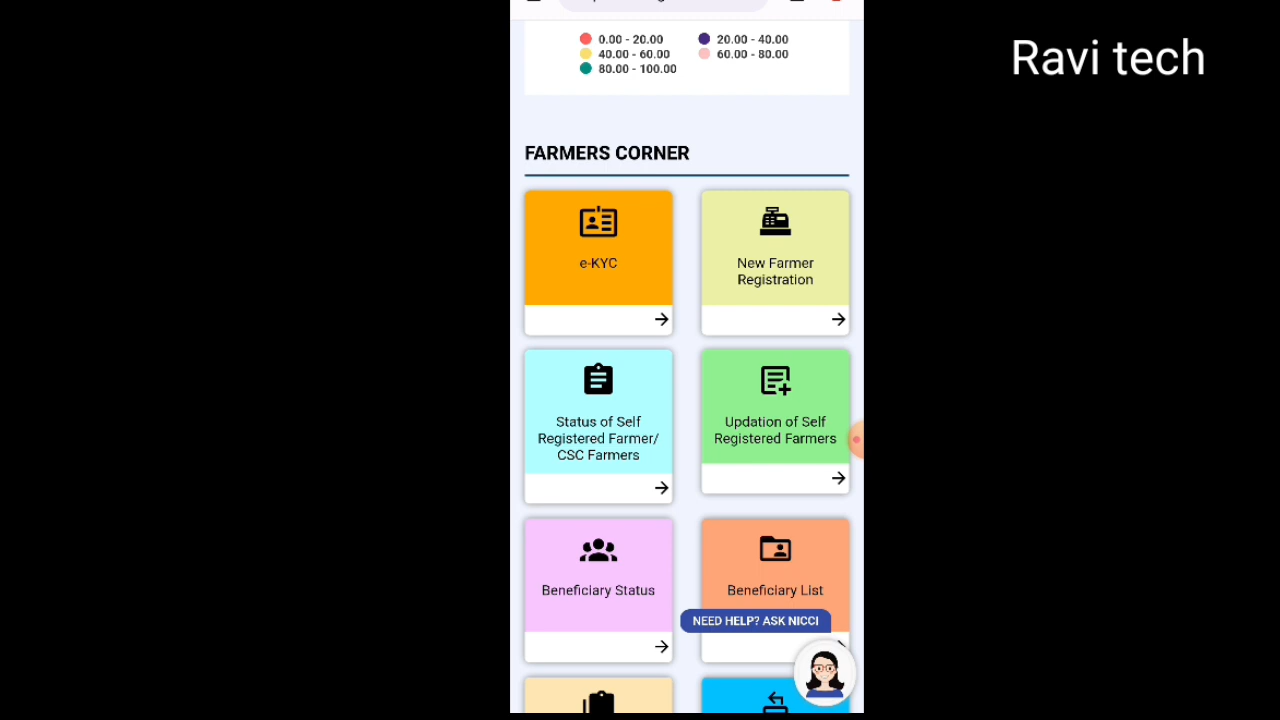 Ravi tech
0.00 - 20.00
20.00 - 40.00
40.00 - 60.00
60.00 - 80.00
80.00 - 100.00
FARMERS CORNER
e-KYC
New Farmer
Registration
Status of Self
Registered Farmer/
CSC Farmers
Updation of Self
Registered Farmers
Beneficiary Status
Beneficiary List
NEED HELP? ASK NICCI